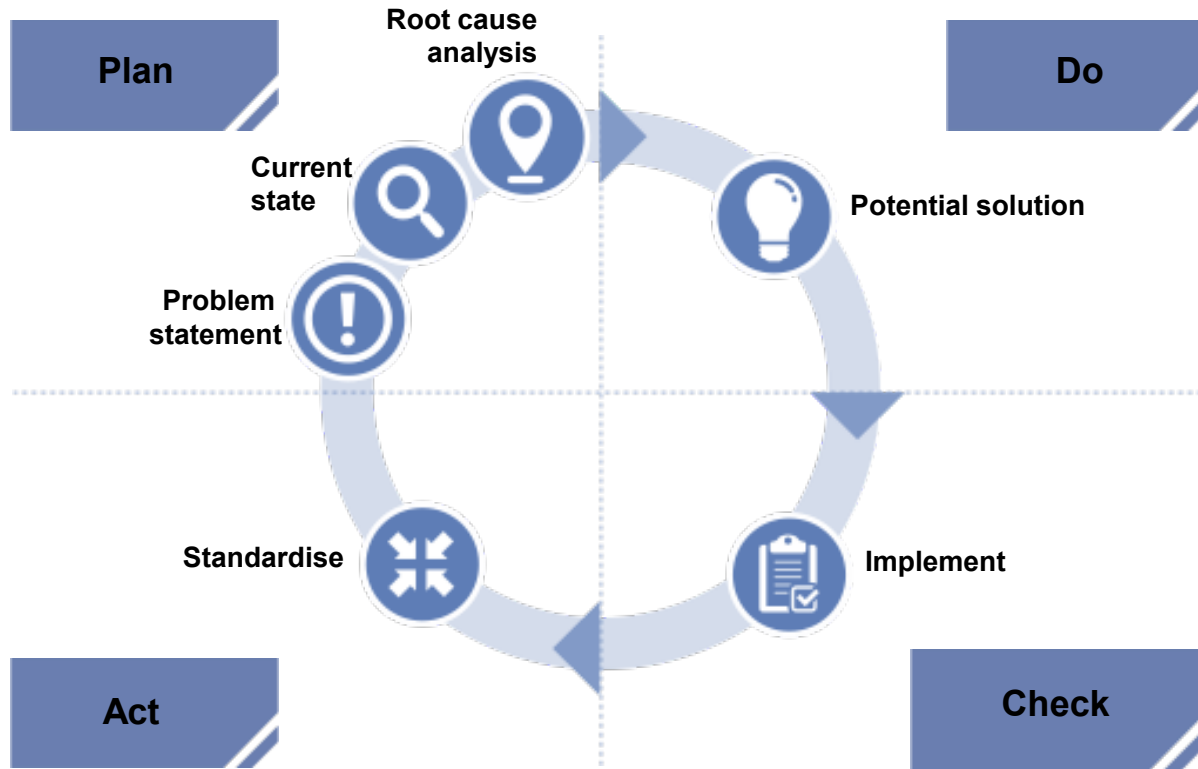 Root cause
analysis
Plan
Do
Current
state
Potential solution
Problem
statement
Standardise
Implement
Act
Check